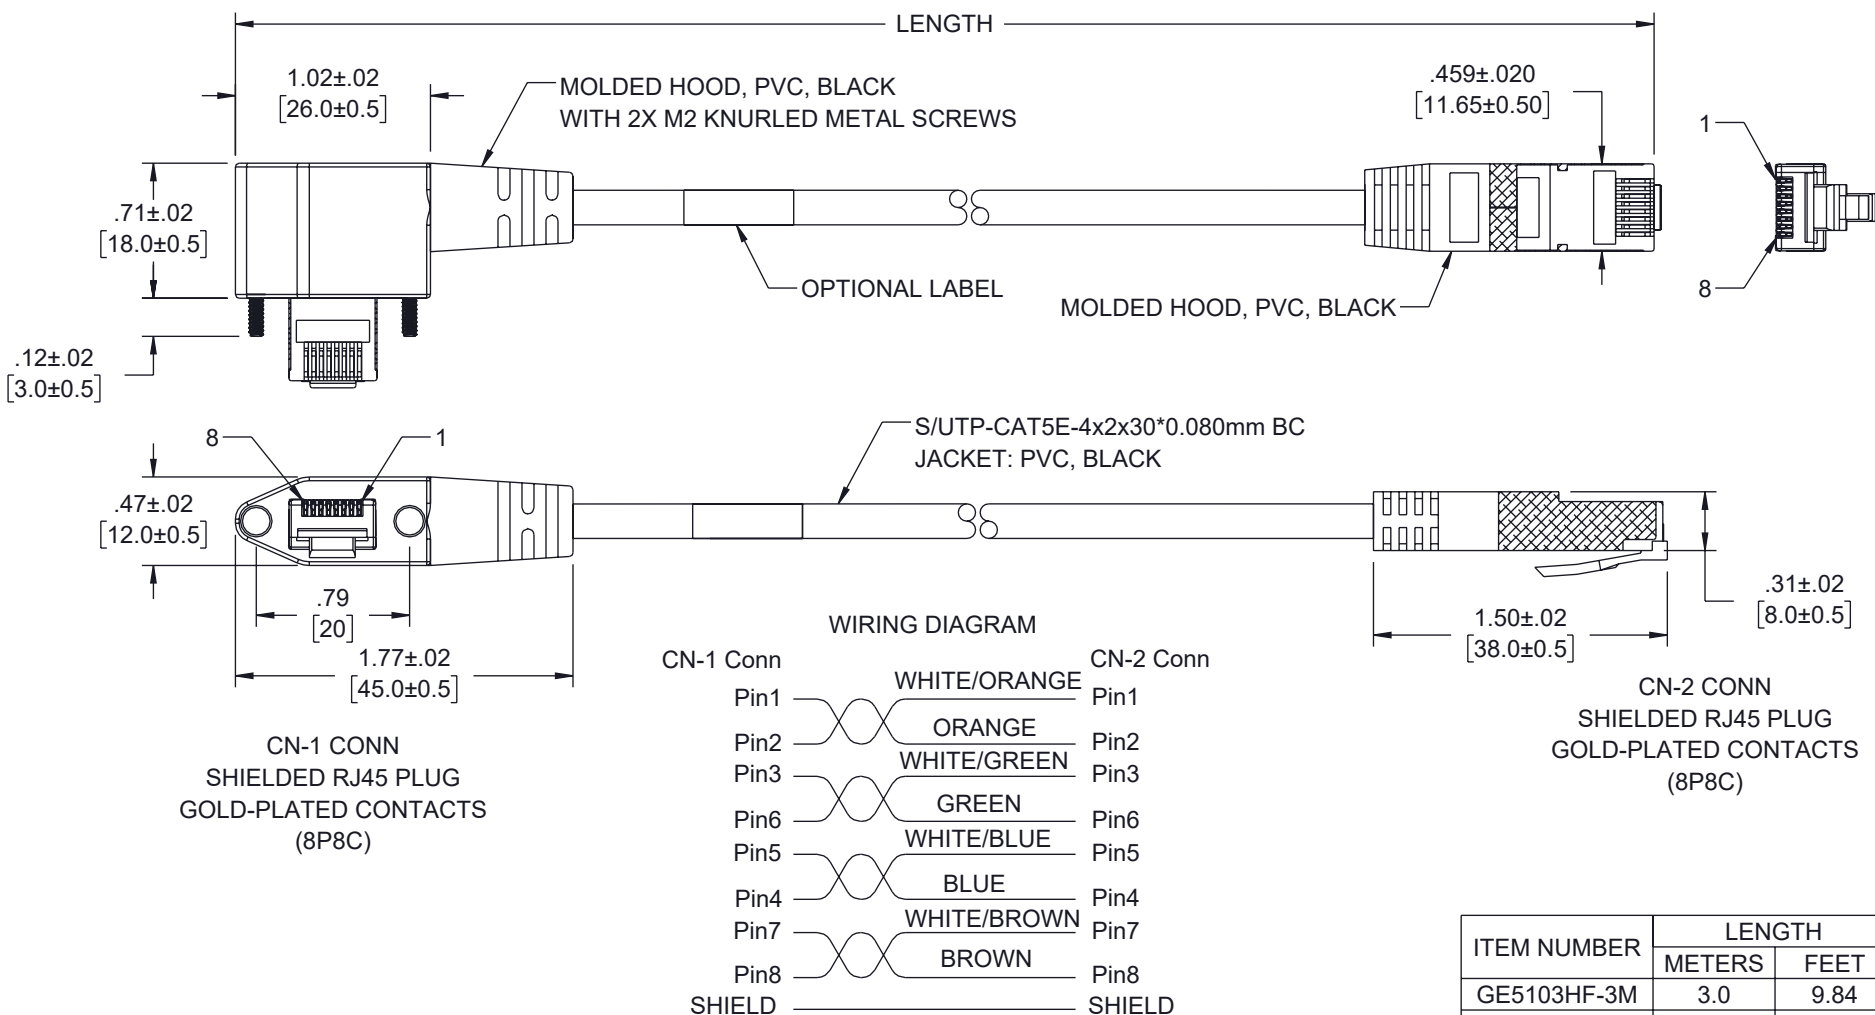 LENGTH
1.02±.02
[26.0±0.5]
MOLDED HOOD, PVC, BLACK
WITH 2X M2 KNURLED METAL SCREWS
.459±.020
[11.65±0.50]
1
8
.71±.02
[18.0±0.5]
OPTIONAL LABEL
MOLDED HOOD, PVC, BLACK
.12±.02
[3.0±0.5]
8
1
S/UTP-CAT5E-4x2x30*0.080mm BC
JACKET: PVC, BLACK
.47±.02
[12.0±0.5]
.79
[20]
1.77±.02
[45.0±0.5]
.31±.02
[8.0±0.5]
1.50±.02
[38.0±0.5]
CN-1 CONN
SHIELDED RJ45 PLUG
GOLD-PLATED CONTACTS
(8P8C)
WIRING DIAGRAM
CN-1 Conn CN-2 Conn
Pin1 WHITE/ORANGE Pin1
Pin2 ORANGE Pin2
Pin3 WHITE/GREEN Pin3
Pin6 GREEN Pin6
Pin5 WHITE/BLUE Pin5
Pin4 BLUE Pin4
Pin7 WHITE/BROWN Pin7
Pin8 BROWN Pin8
SHIELD SHIELD
CN-2 CONN
SHIELDED RJ45 PLUG
GOLD-PLATED CONTACTS
(8P8C)
ITEM NUMBER LENGTH
METERS FEET
GE5103HF-3M 3.0 9.84